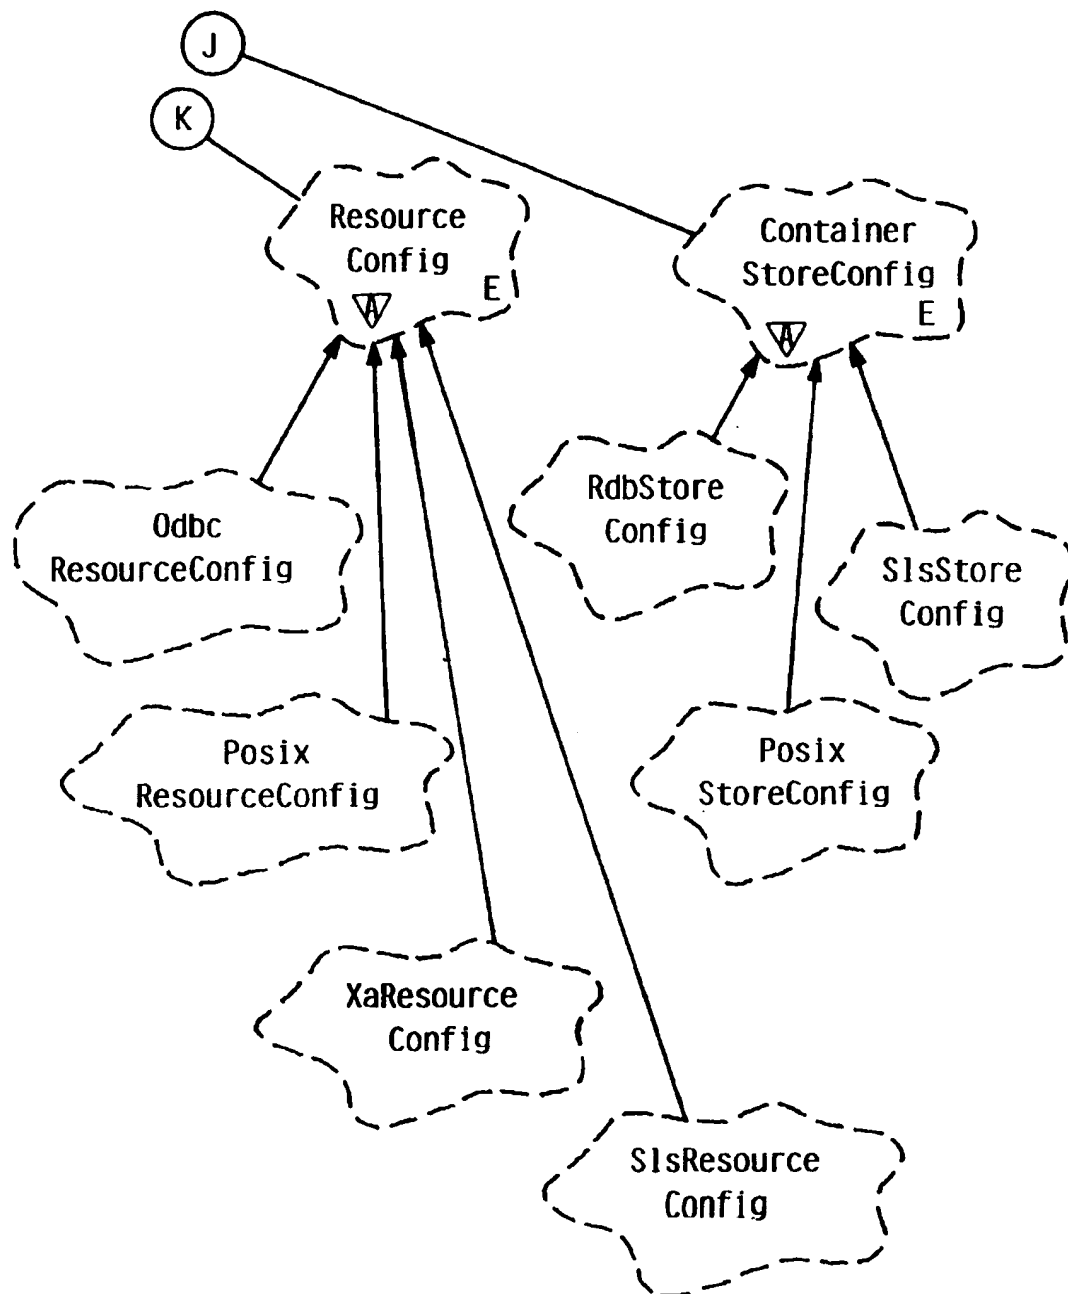 J
K
Resource
Config
A
E
Container
StoreConfig
A
E
Odbc
ResourceConfig
RdbStore
Config
SlsStore
Config
Posix
ResourceConfig
Posix
StoreConfig
XaResource
Config
SlsResource
Config